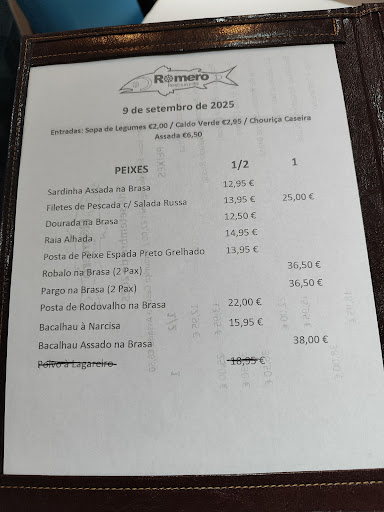 Romero
9 de setembro de 2025
Entradas: Sopa de Legumes €2,00 / Caldo Verde €2,95 / Chouriça Caseira
Assada €6,50
PEIXES 1/2 1
Sardinha Assada na Brasa 12,95 €
Filetes de Pescada c/ Salada Russa 13,95 € 25,00 €
Dourada na Brasa 12,50 €
Raia Alhada 14,95 €
Posta de Peixe Espada Preto Grelhado 13,95 €
Robalo na Brasa (2 Pax) 36,50 €
Pargo na Brasa (2 Pax) 36,50 €
Posta de Rodovalho na Brasa 22,00 €
Bacalhau à Narcisa 15,95 €
Bacalhau Assado na Brasa 38,00 €
Polvo à Lagareiro 18,95 €